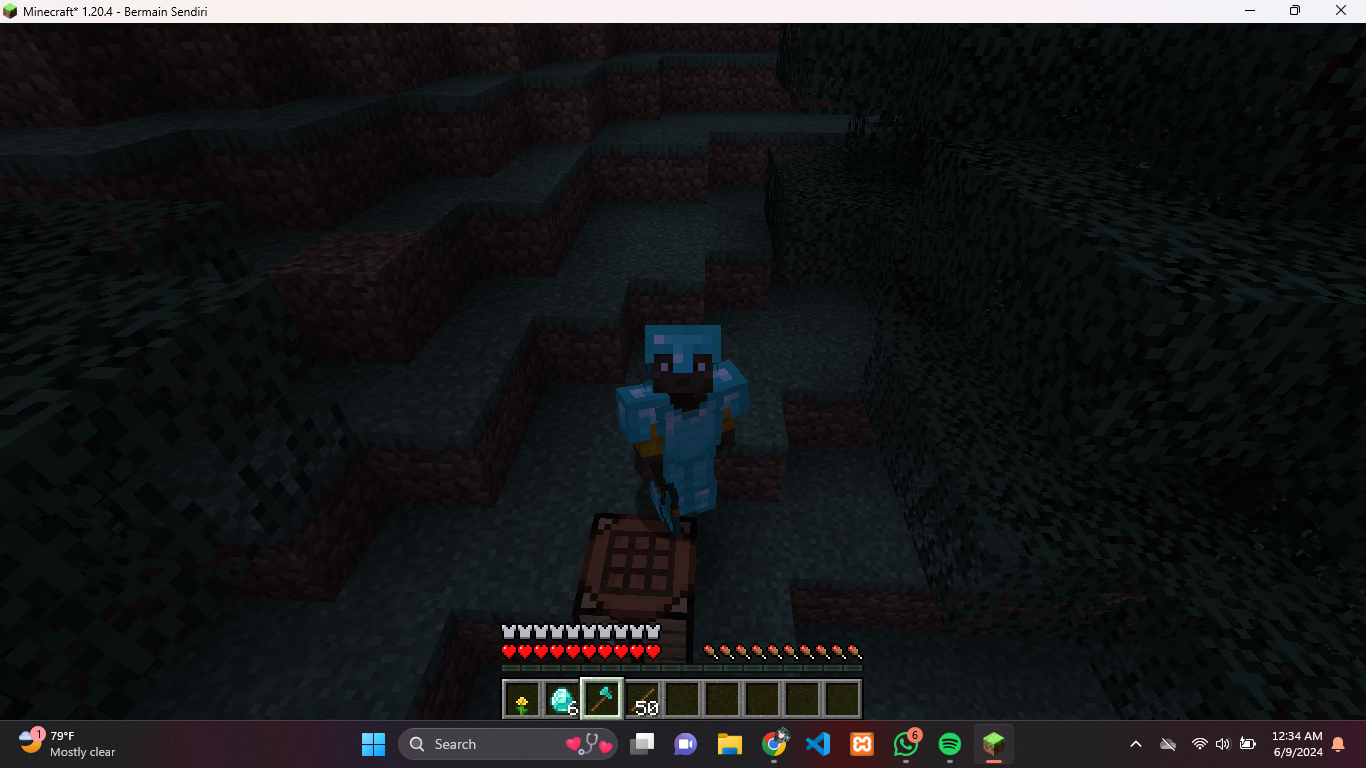 Minecraft* 1.20.4 - Bermain Sendiri
6
50
1
79°F
Mostly clear
Search
6
12:34 AM
6/9/2024